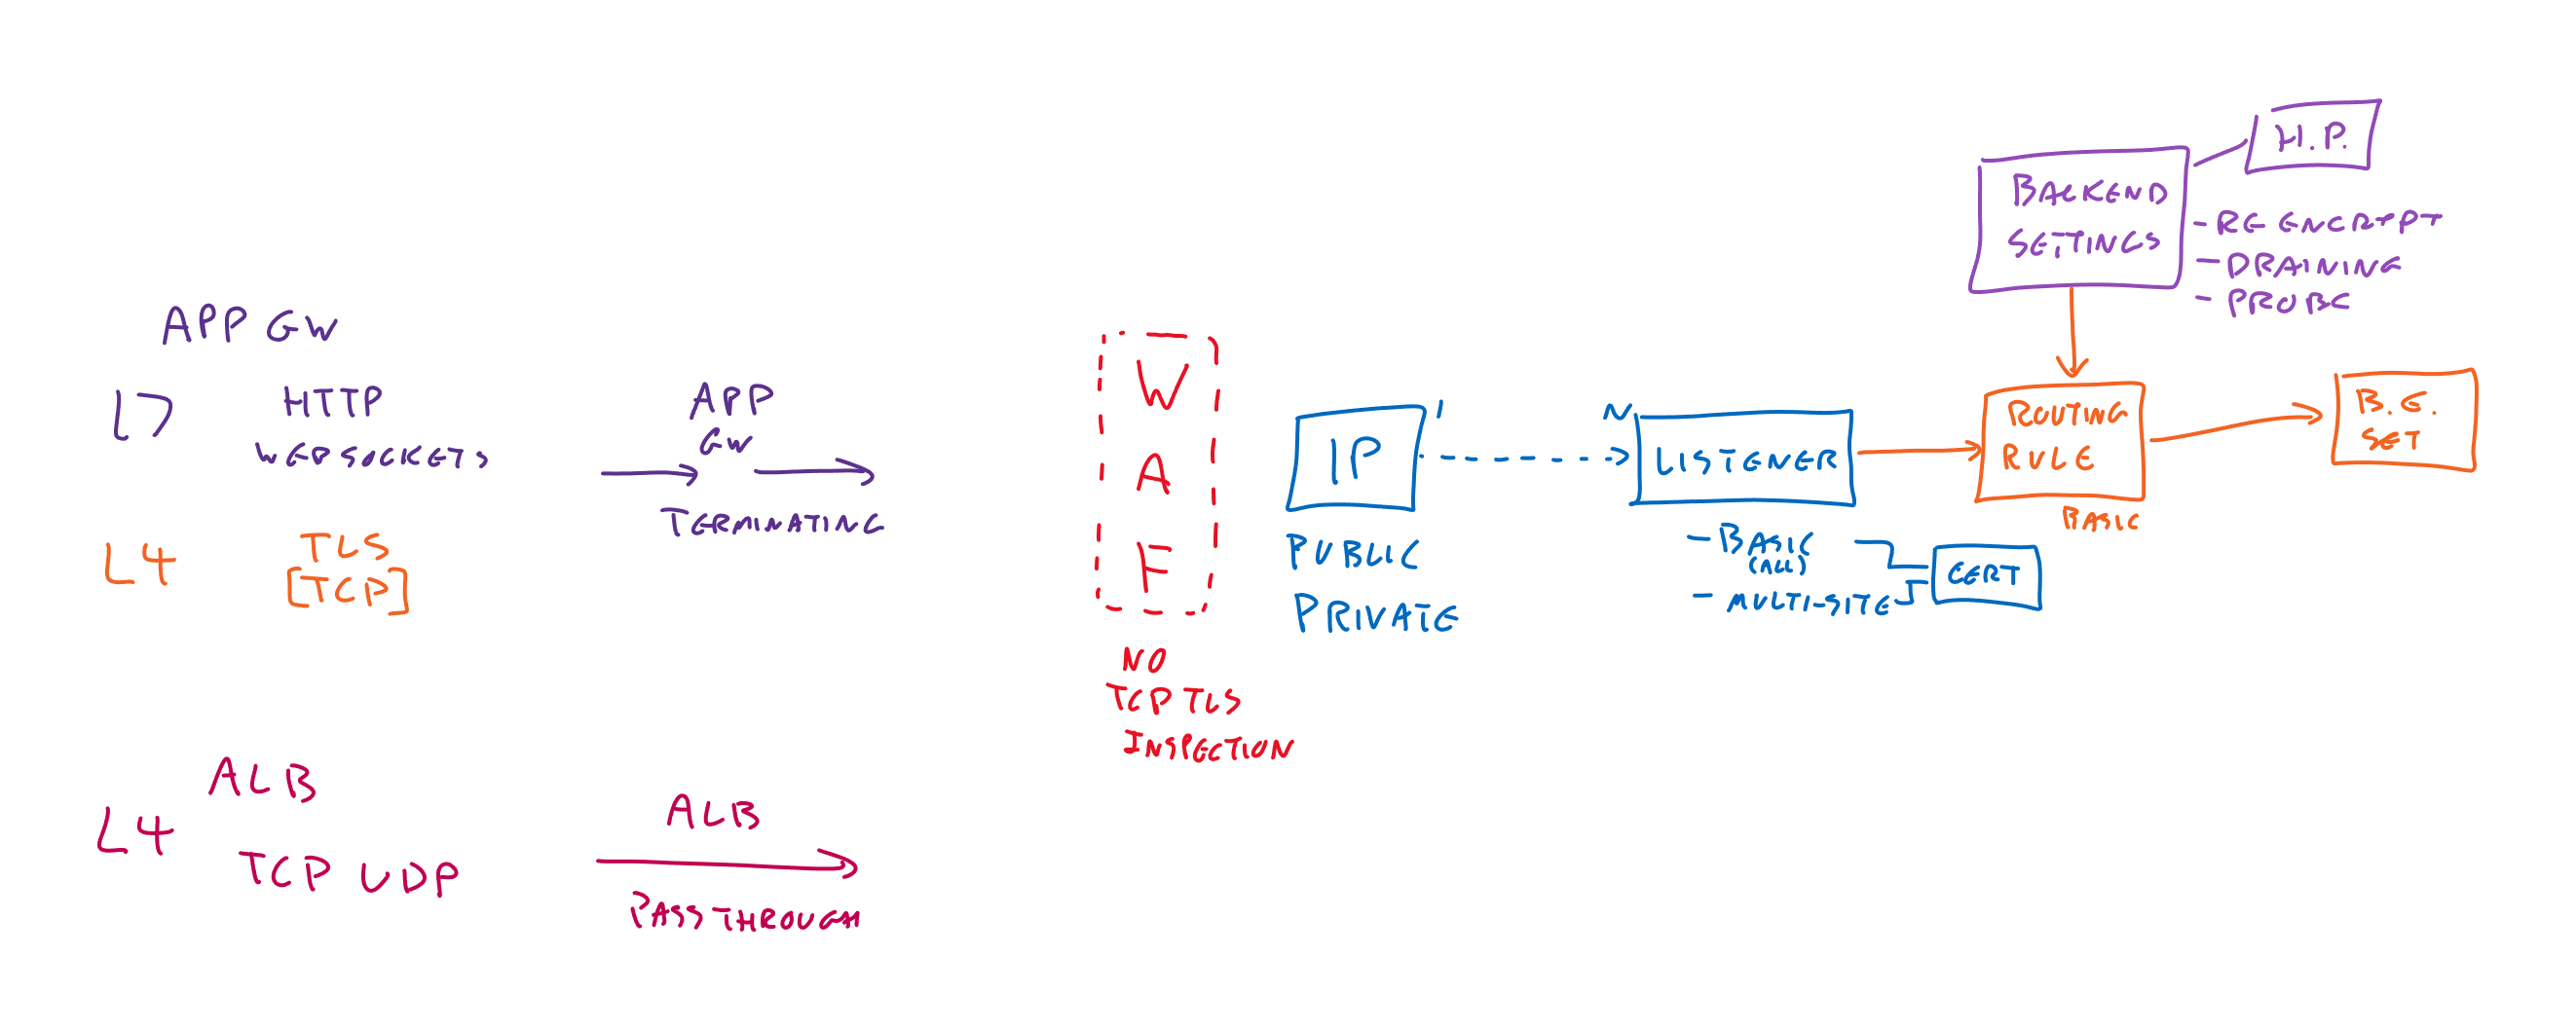 APP GW
L7
HTTP
WEBSOCKETS
L4
TLS
[TCP]
APP
GW
TERMINATING
ALB
L4
TCP UDP
ALB
PASSTHROUGH
W
A
F
NO
TCP TLS
INSPECTION
IP
1
PUBLIC
PRIVATE
N
LISTENER
- BASIC
(ALL)
- MULTI-SITE
CERT
BACKEND
SETTINGS
H.P.
- RE ENCRYPT
- DRAINING
- PROBE
ROUTING
RULE
BASIC
B.E.
SET